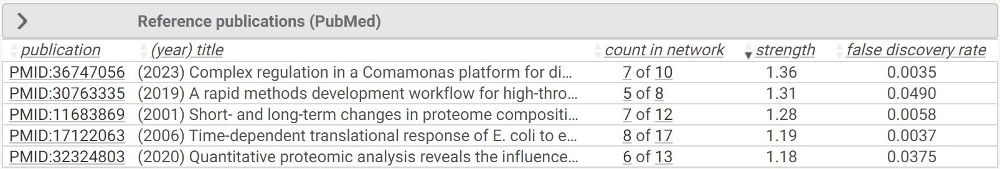 Reference publications (PubMed)
publication (year) title count in network strength false discovery rate
PMID:36747056 (2023) Complex regulation in a Comamonas platform for di... 7 of 10 1.36 0.0035
PMID:30763335 (2019) A rapid methods development workflow for high-thro... 5 of 8 1.31 0.0490
PMID:11683869 (2001) Short- and long-term changes in proteome compositi... 7 of 12 1.28 0.0058
PMID:17122063 (2006) Time-dependent translational response of E. coli to e... 8 of 17 1.19 0.0037
PMID:32324803 (2020) Quantitative proteomic analysis reveals the influence... 6 of 13 1.18 0.0375